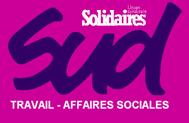 Union
syndicale
Solidaires
Sud
TRAVAIL - AFFAIRES SOCIALES